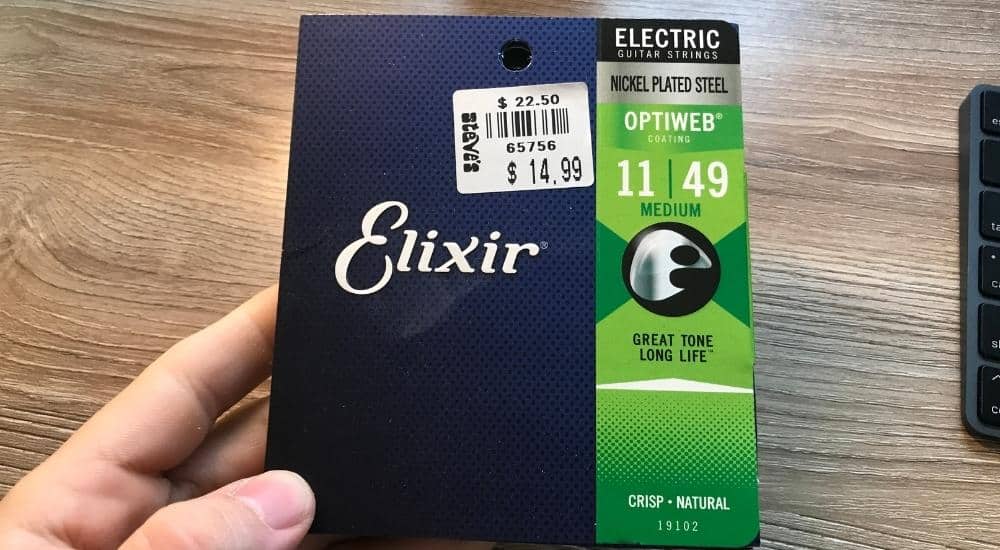 $ 22.50
steve's
65756
$ 14.99
Elixir®
ELECTRIC
GUITAR STRINGS
NICKEL PLATED STEEL
OPTIWEB®
COATING
11 | 49
MEDIUM
GREAT TONE
LONG LIFE™
CRISP • NATURAL
19102